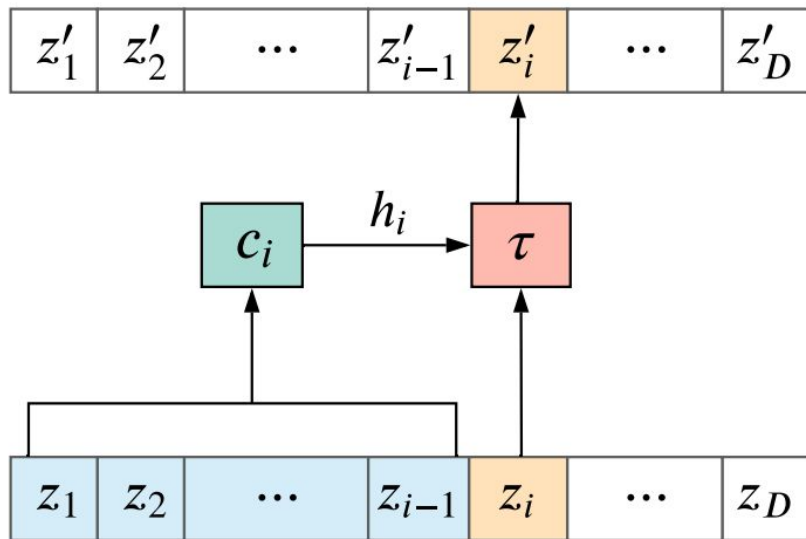 z′₁ z′₂ ··· z′ᵢ₋₁ z′ᵢ ··· z′_D
cᵢ hᵢ τ
z₁ z₂ ··· zᵢ₋₁ zᵢ ··· z_D